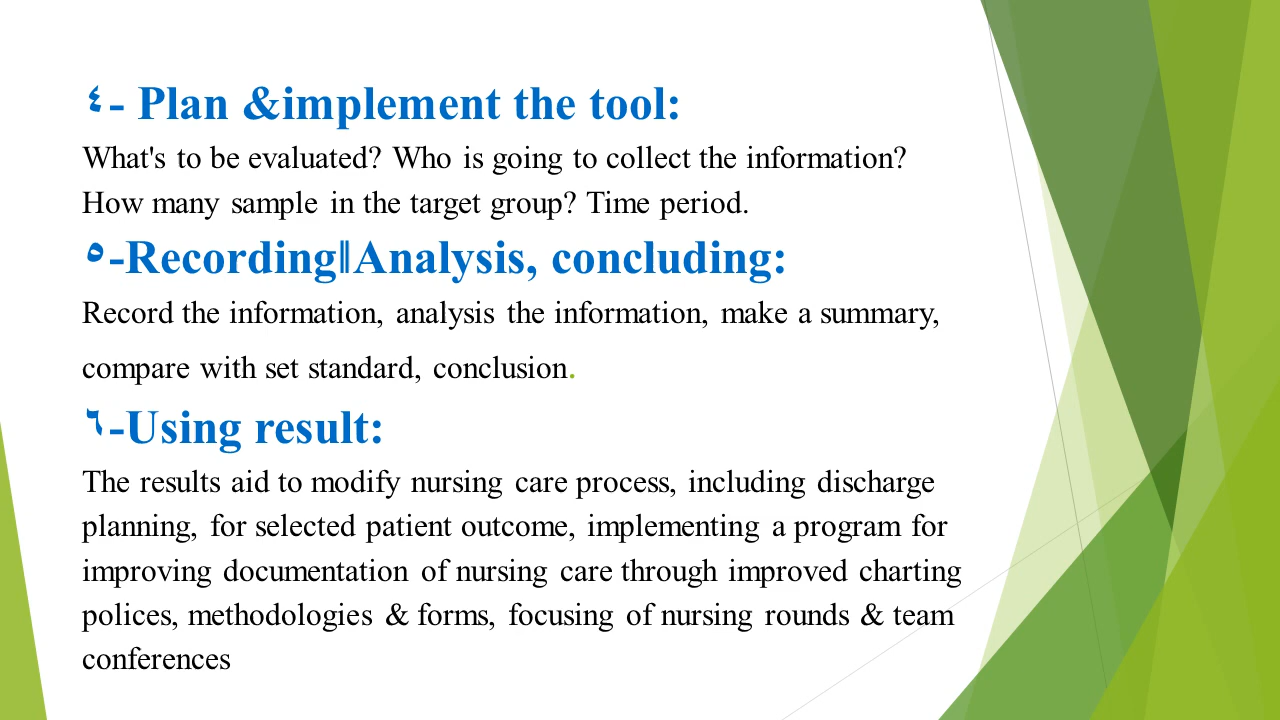 ٤- Plan &implement the tool:
What's to be evaluated? Who is going to collect the information?
How many sample in the target group? Time period.
٥-Recording‖Analysis, concluding:
Record the information, analysis the information, make a summary,
compare with set standard, conclusion.
٦-Using result:
The results aid to modify nursing care process, including discharge
planning, for selected patient outcome, implementing a program for
improving documentation of nursing care through improved charting
polices, methodologies & forms, focusing of nursing rounds & team
conferences